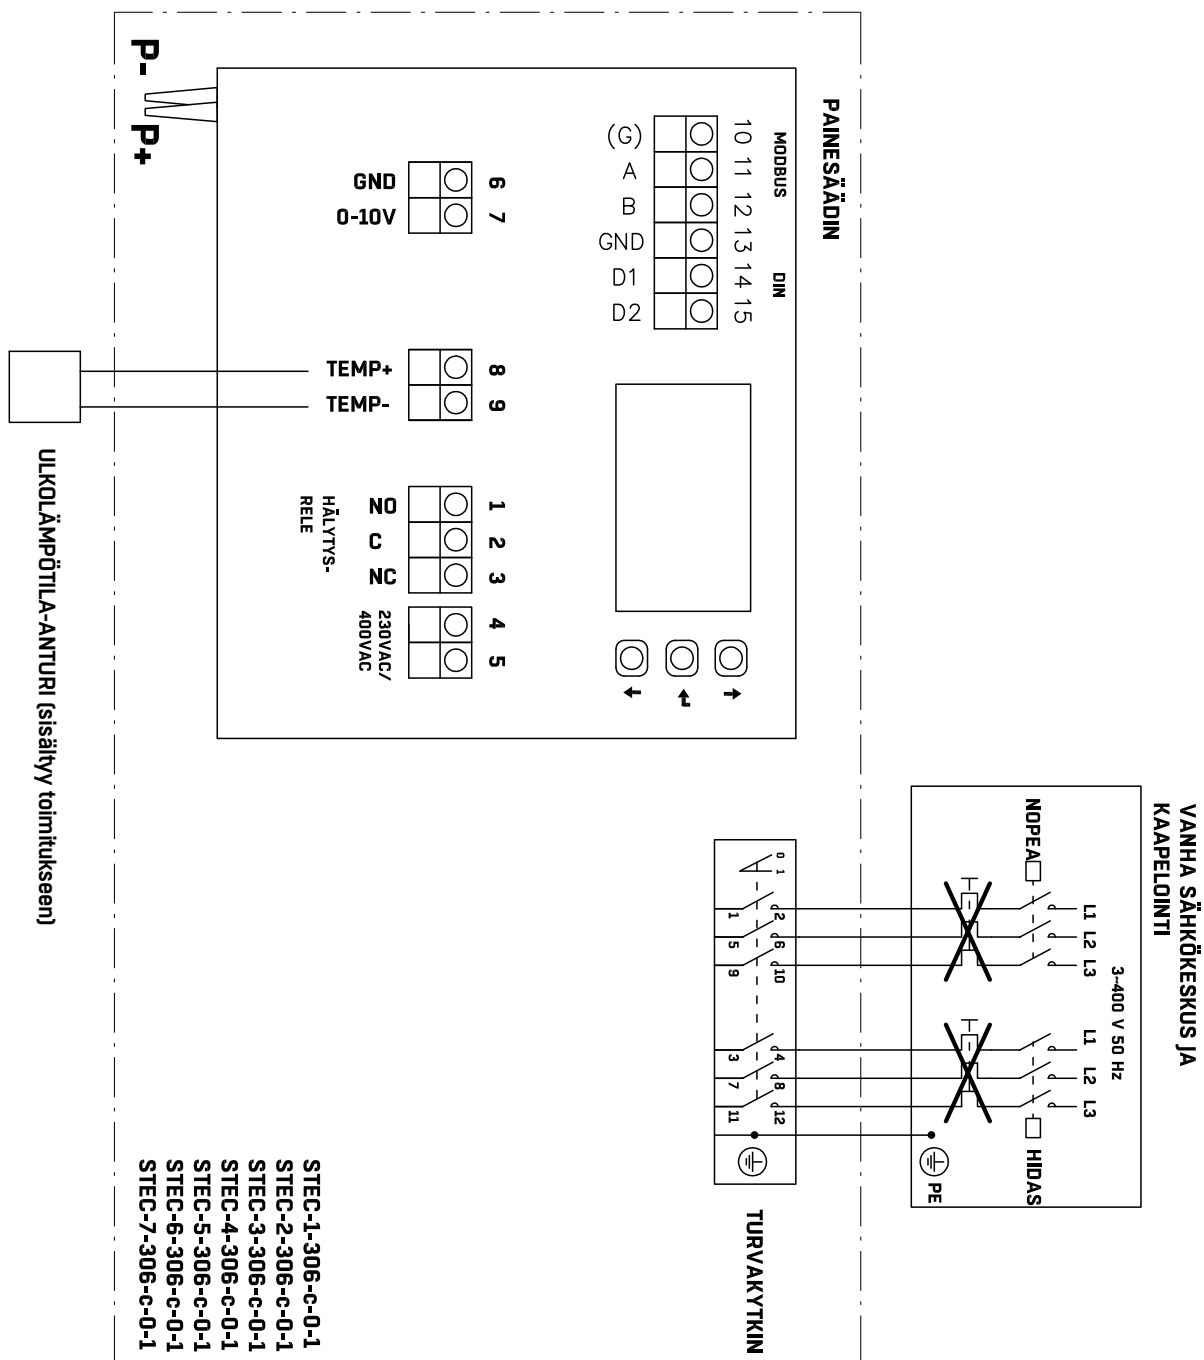 P-
P+
PAINESÄÄDIN
MODBUS
DIN
(G) 10
A 11
B 12
GND 13
D1 14
D2 15
GND 6
0-10V 7
TEMP+ 8
TEMP- 9
NO 1
C 2
NC 3
HÄLYTYS-
RELE
4
5
230VAC/
400VAC
ULKOLÄMPÖTILA-ANTURI (sisältyy toimitukseen)
VANHA SÄHKÖKESKUS JA
KAAPELOINTI
3~400 V 50 Hz
NOPEA
L1 L2 L3
L1 L2 L3
HIDAS
PE
0 1
1 2
5 6
9 10
3 4
7 8
11 12
TURVAKYTKIN
STEC-1-306-c-0-1
STEC-2-306-c-0-1
STEC-3-306-c-0-1
STEC-4-306-c-0-1
STEC-5-306-c-0-1
STEC-6-306-c-0-1
STEC-7-306-c-0-1